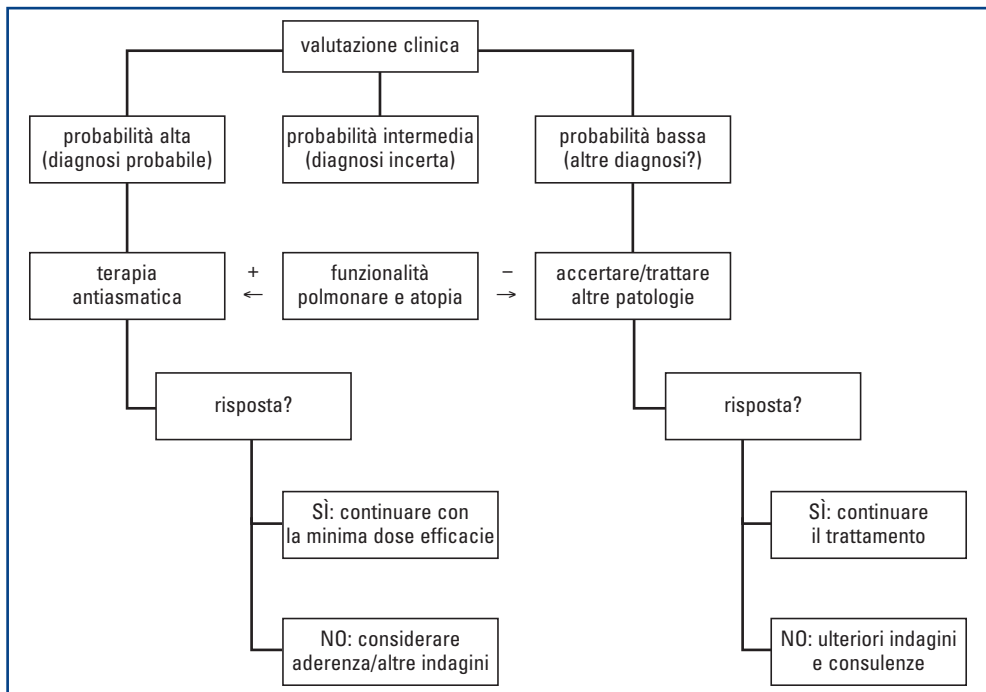 valutazione clinica
probabilità alta
(diagnosi probabile)
probabilità intermedia
(diagnosi incerta)
probabilità bassa
(altre diagnosi?)
terapia
antiasmatica
+
←
funzionalità
polmonare e atopia
–
→
accertare/trattare
altre patologie
risposta?
risposta?
SÌ: continuare con
la minima dose efficacie
SÌ: continuare
il trattamento
NO: considerare
aderenza/altre indagini
NO: ulteriori indagini
e consulenze